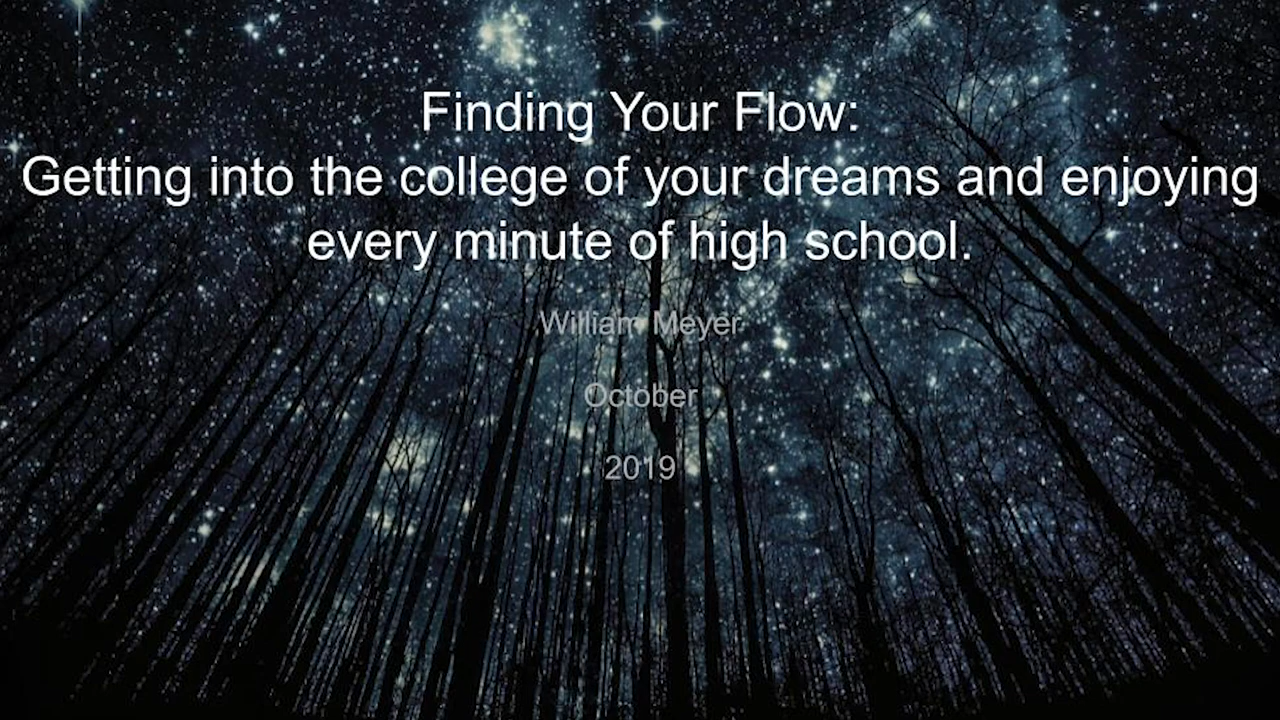 Finding Your Flow:
Getting into the college of your dreams and enjoying
every minute of high school.
William Meyer
October
2019